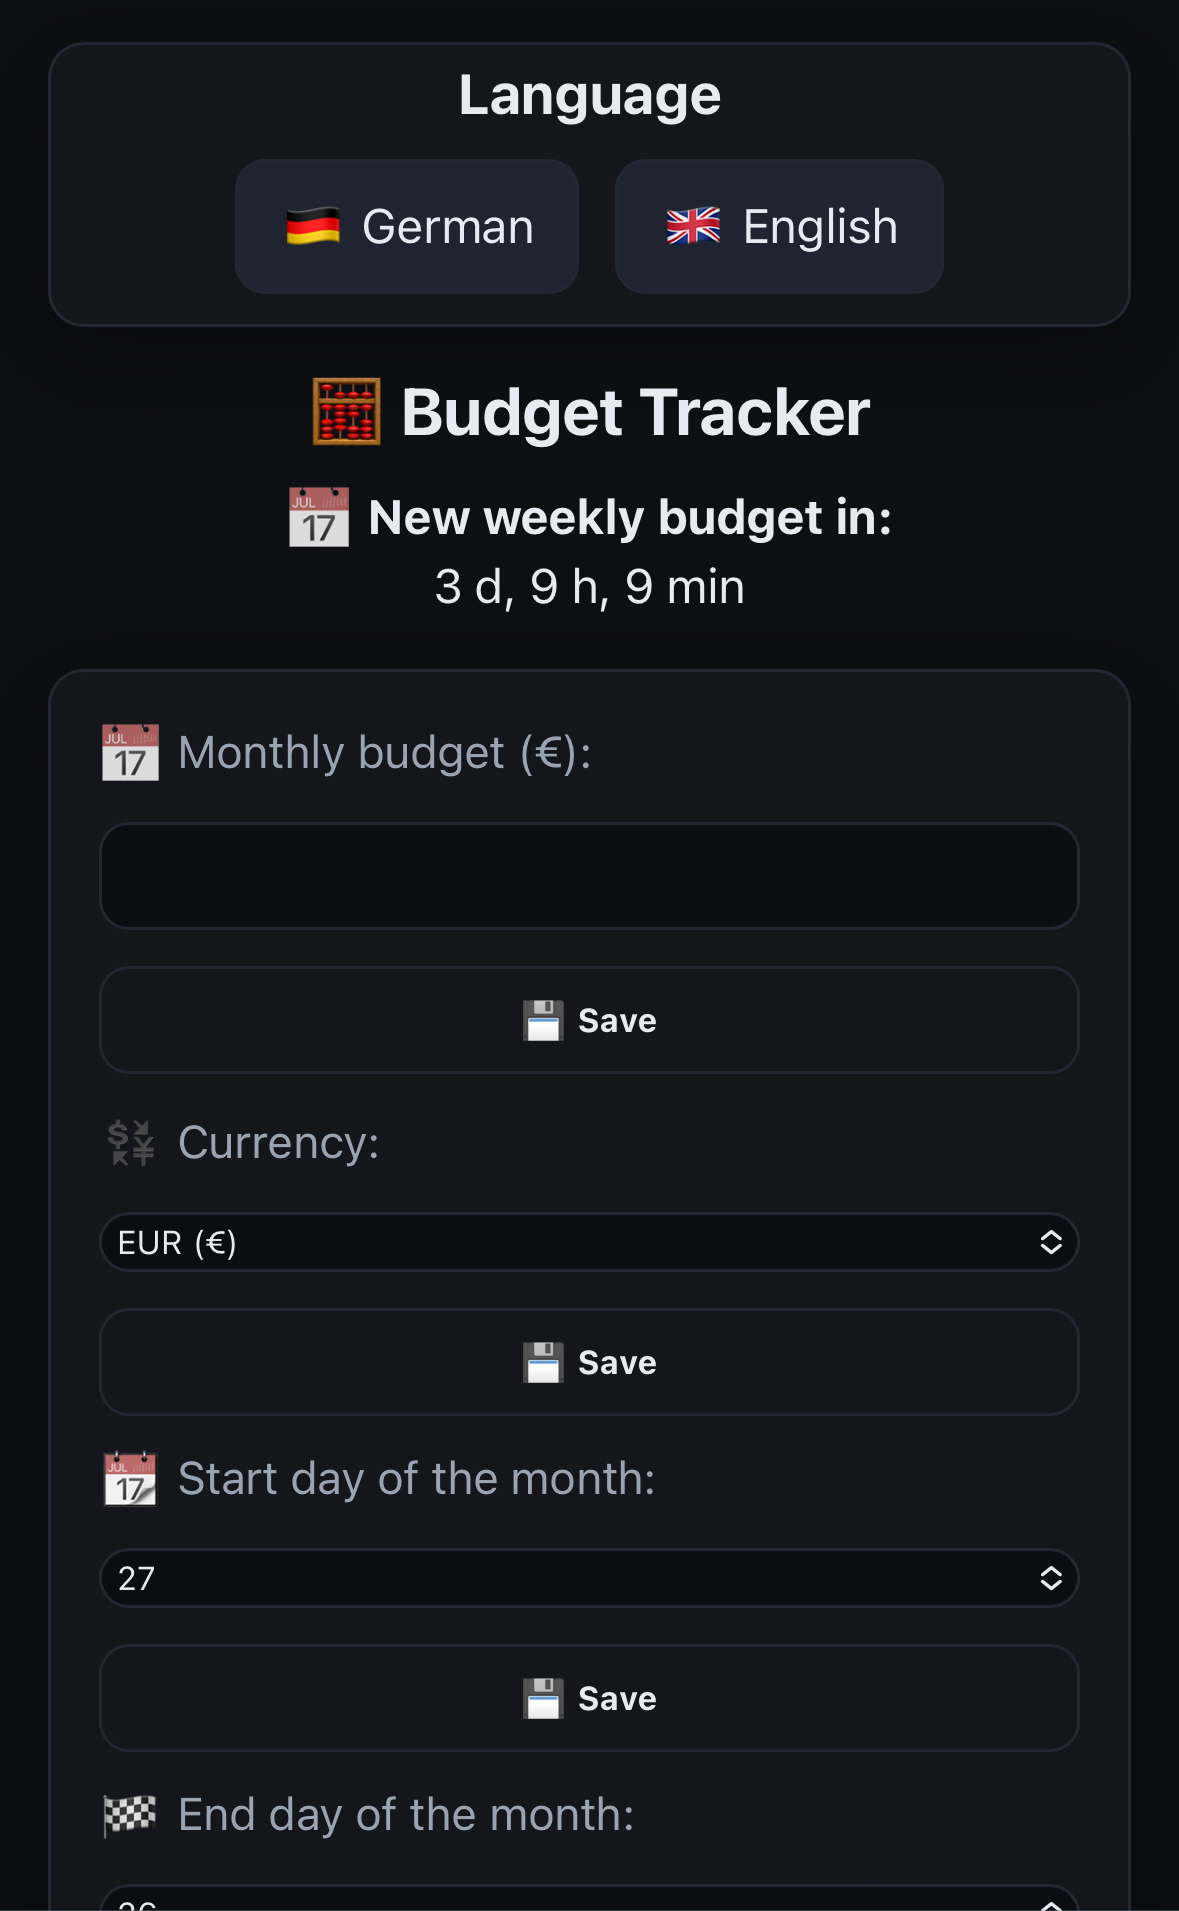 Language
German
English
Budget Tracker
New weekly budget in:
3 d, 9 h, 9 min
Monthly budget (€):
Save
Currency:
EUR (€)
Save
Start day of the month:
27
Save
End day of the month: